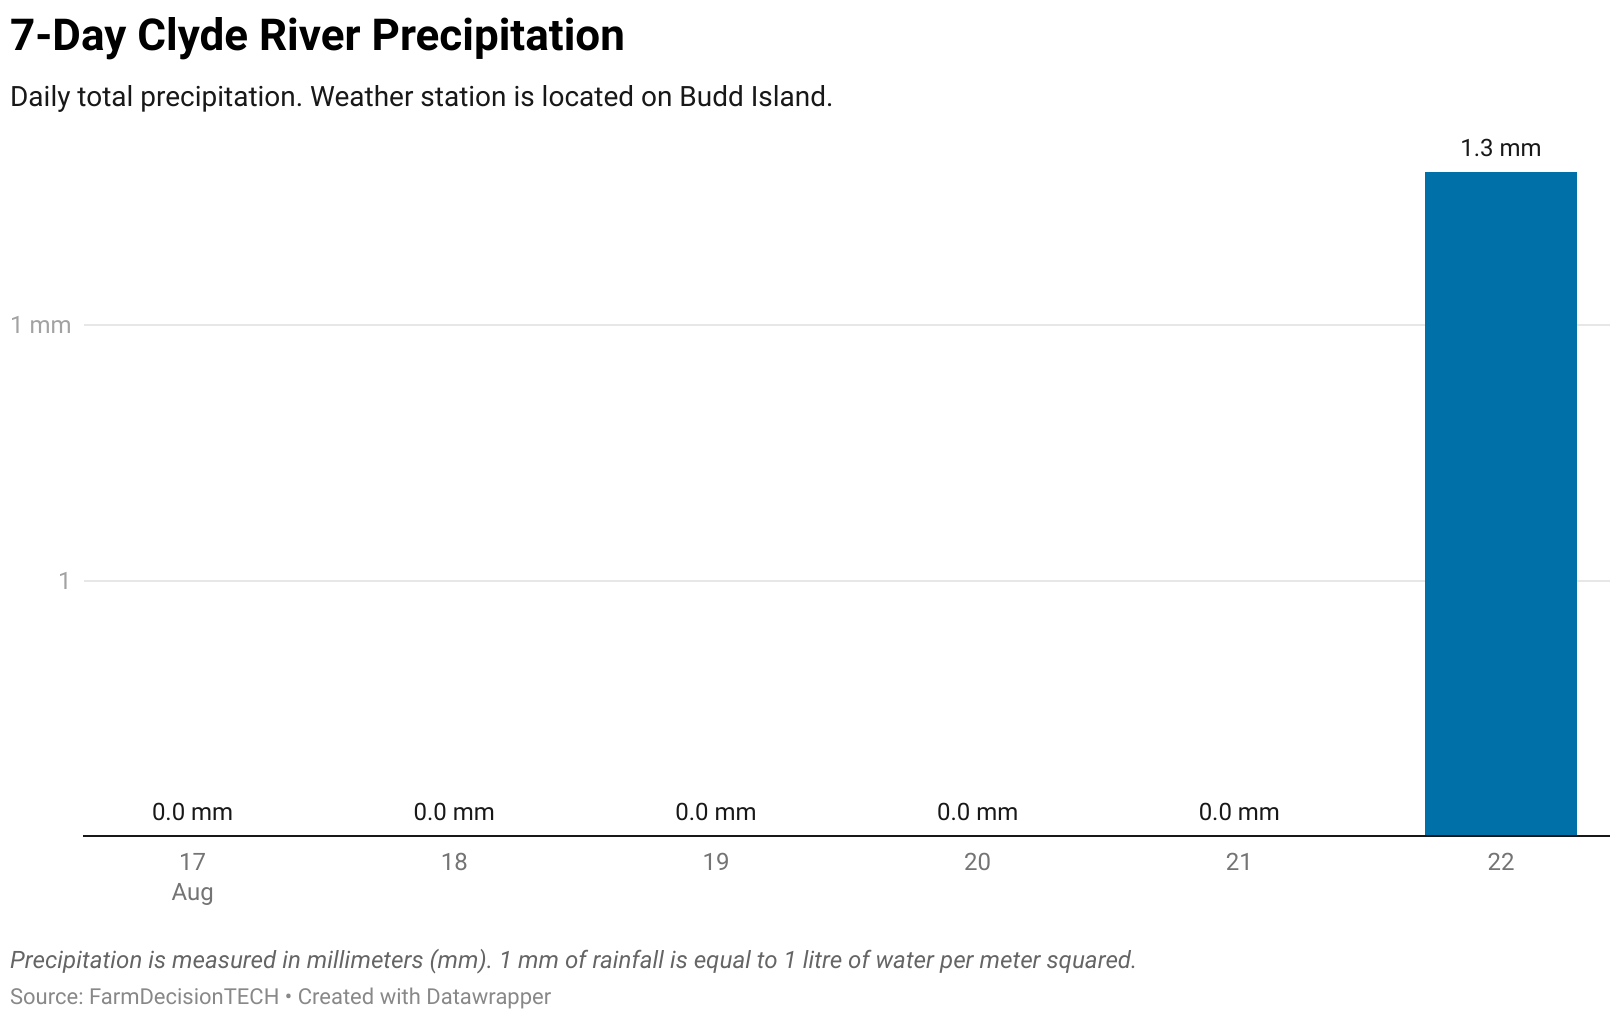 7-Day Clyde River Precipitation
Daily total precipitation. Weather station is located on Budd Island.
1.3 mm
1 mm
1
0.0 mm 0.0 mm 0.0 mm 0.0 mm 0.0 mm
17 18 19 20 21 22
Aug
Precipitation is measured in millimeters (mm). 1 mm of rainfall is equal to 1 litre of water per meter squared.
Source: FarmDecisionTECH • Created with Datawrapper